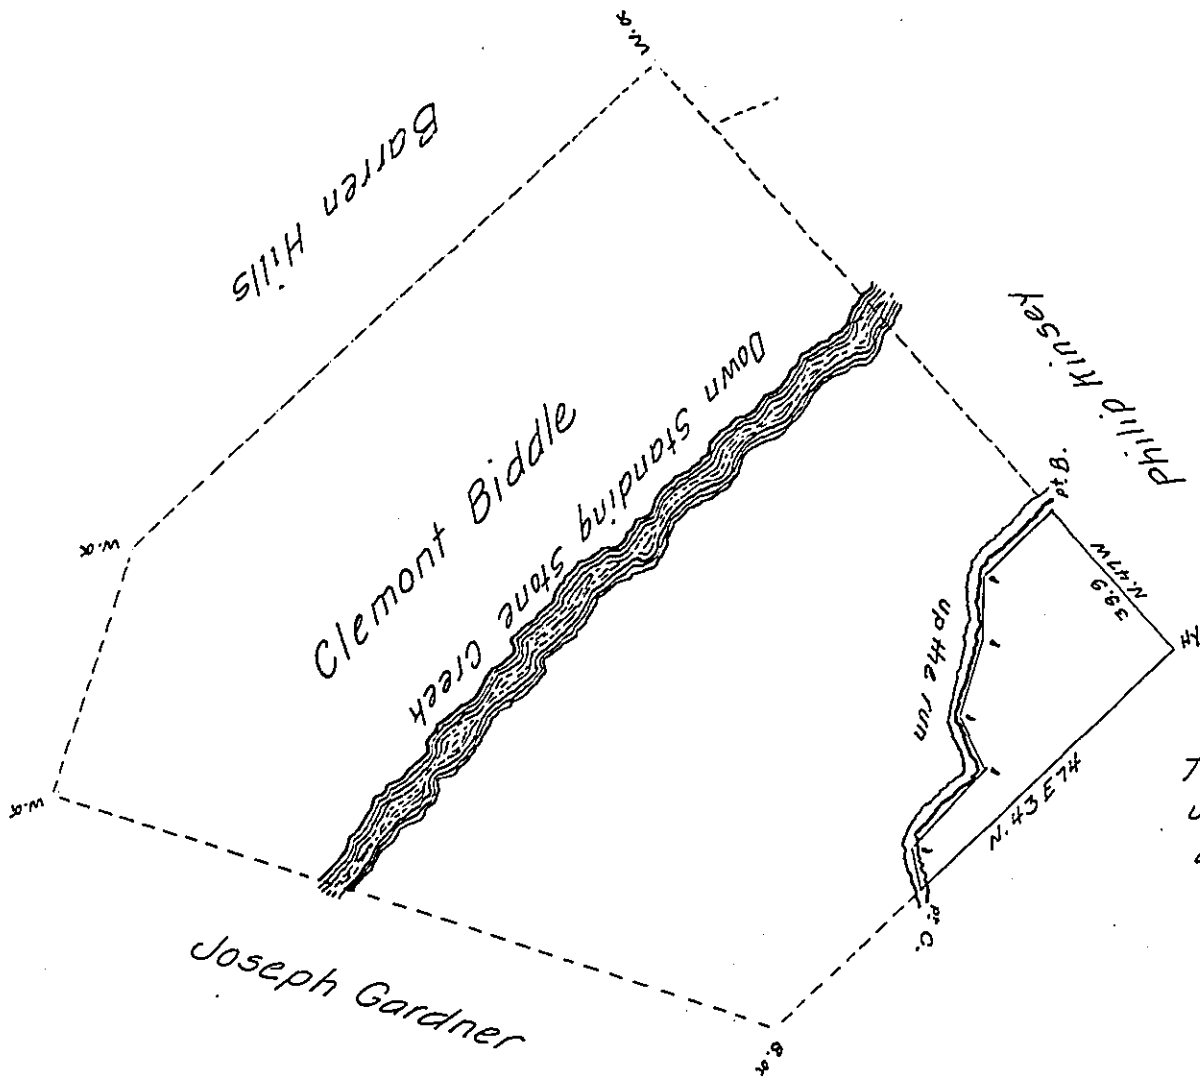 W.o
Barren Hills
Philip Kinsey
Down Standing Stone Creek
Clemont Biddle
W.o
pt. B.
N.47W
39.9
up the run
N.43E74
W.o
pt. C.
Joseph Gardner
B.o